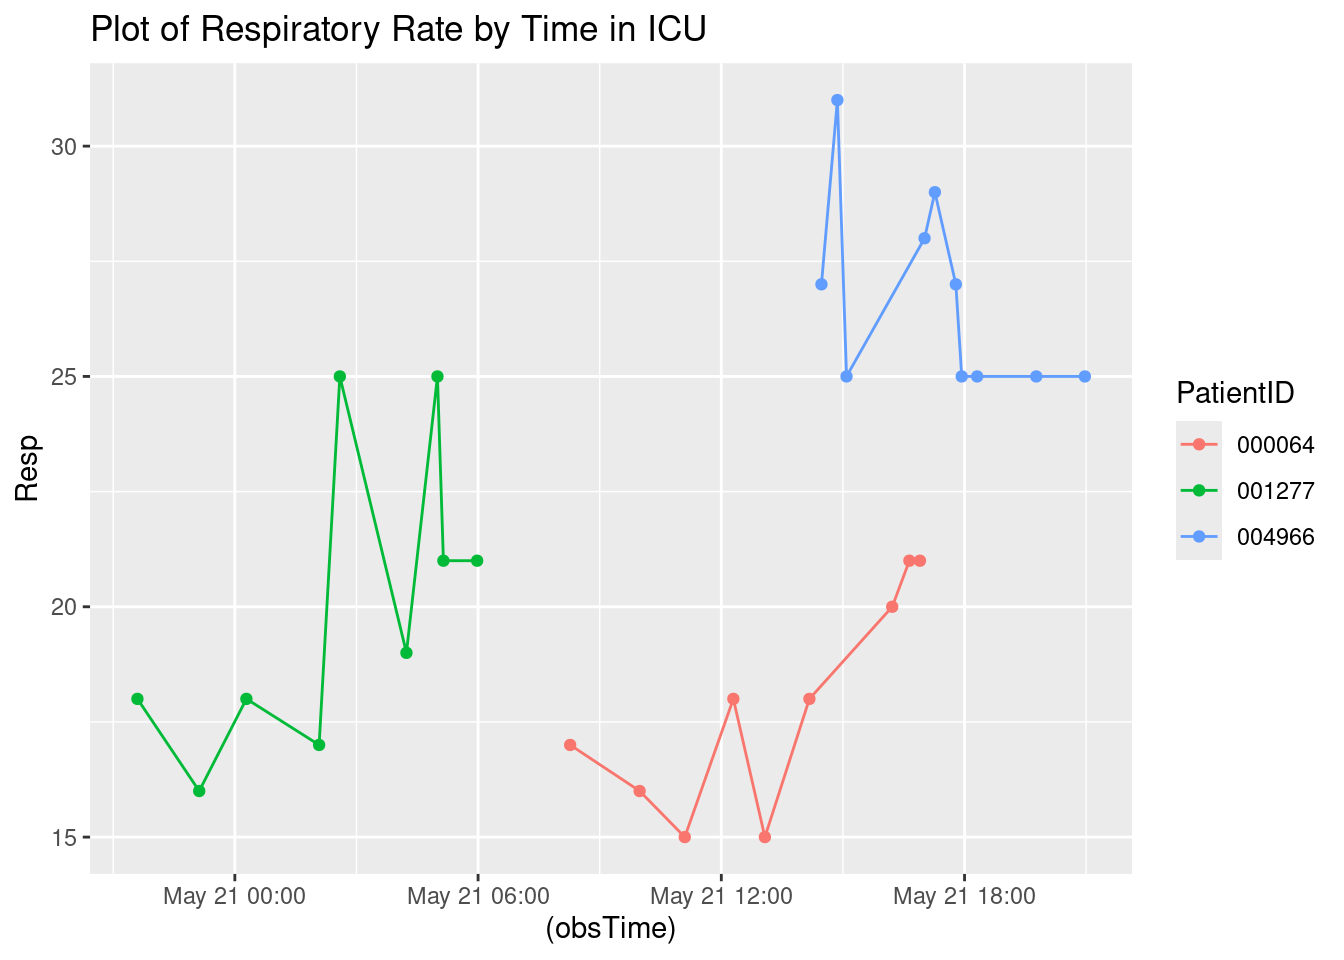 Plot of Respiratory Rate by Time in ICU
30
25
20
15
Resp
May 21 00:00 May 21 06:00 May 21 12:00 May 21 18:00
(obsTime)
PatientID
000064
001277
004966